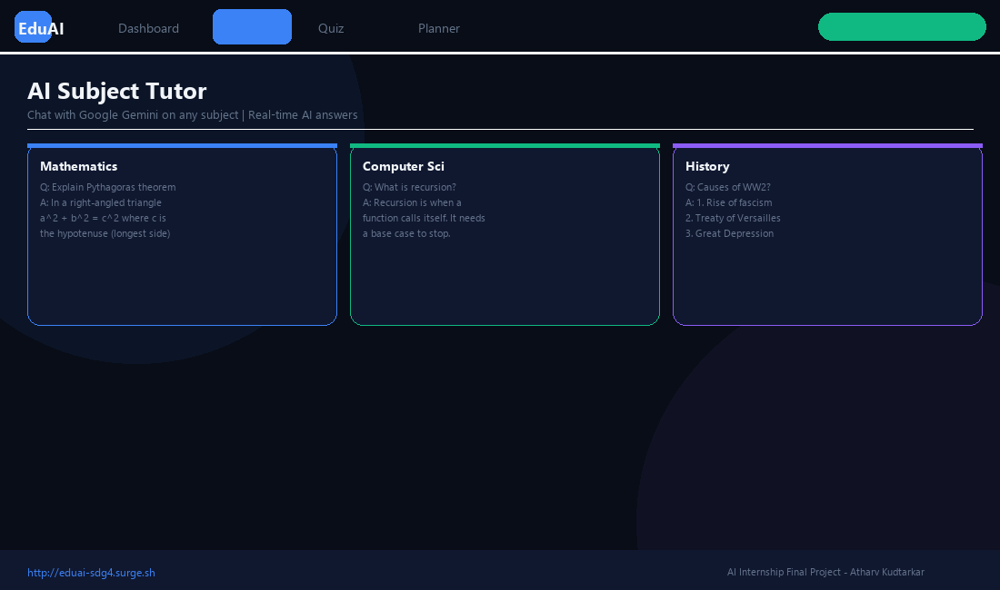 EduAI
Dashboard
Quiz
Planner
AI Subject Tutor
Chat with Google Gemini on any subject | Real-time AI answers
Mathematics
Q: Explain Pythagoras theorem
A: In a right-angled triangle
a^2 + b^2 = c^2 where c is
the hypotenuse (longest side)
Computer Sci
Q: What is recursion?
A: Recursion is when a
function calls itself. It needs
a base case to stop.
History
Q: Causes of WW2?
A: 1. Rise of fascism
2. Treaty of Versailles
3. Great Depression
http://eduai-sdg4.surge.sh
AI Internship Final Project - Atharv Kudtarkar